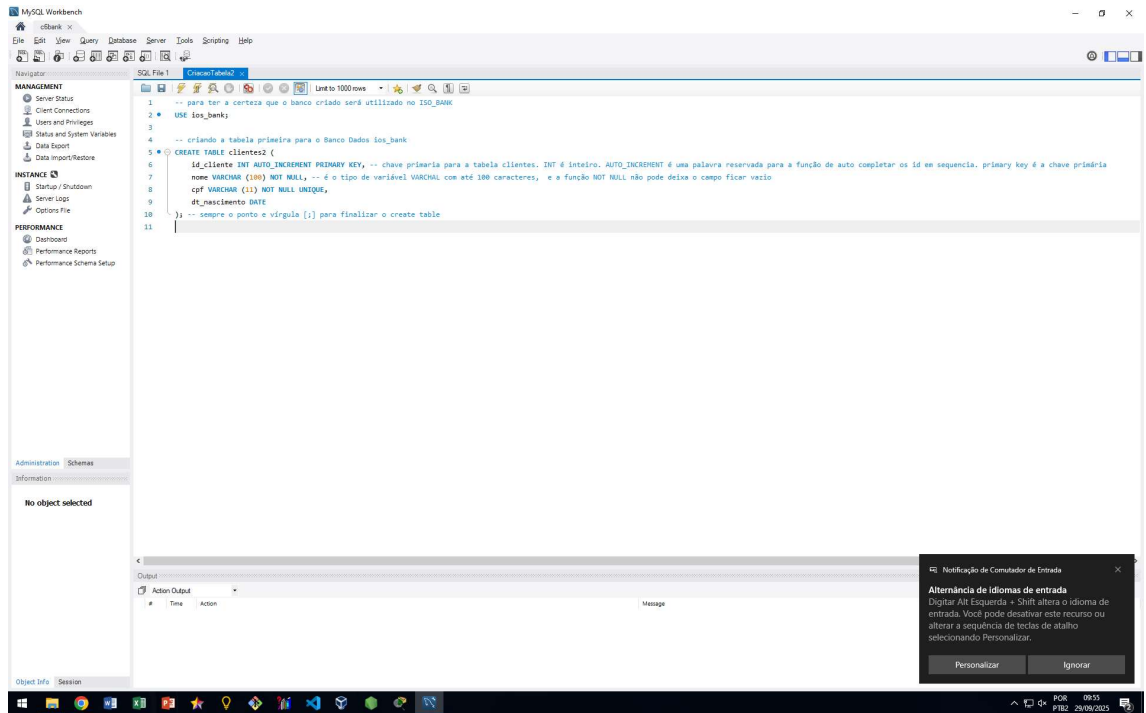 MySQL Workbench
c6bank
File Edit View Query Database Server Tools Scripting Help
Navigator
SQL File 1
CriacaoTabela2
MANAGEMENT
Server Status
Client Connections
Users and Privileges
Status and System Variables
Data Export
Data Import/Restore
INSTANCE
Startup / Shutdown
Server Logs
Options File
PERFORMANCE
Dashboard
Performance Reports
Performance Schema Setup
Administration Schemas
Information
No object selected
Object Info Session
Limit to 1000 rows
1 -- para ter a certeza que o banco criado será utilizado no ISO_BANK
2 USE ios_bank;
3
4 -- criando a tabela primeira para o Banco Dados ios_bank
5 CREATE TABLE clientes2 (
6 id_cliente INT AUTO_INCREMENT PRIMARY KEY, -- chave primaria para a tabela clientes. INT é inteiro. AUTO_INCREMENT é uma palavra reservada para a função de auto completar os id em sequencia. primary key é a chave primária
7 nome VARCHAR (100) NOT NULL, -- é o tipo de variável VARCHAL com até 100 caracteres, e a função NOT NULL não pode deixa o campo ficar vazio
8 cpf VARCHAR (11) NOT NULL UNIQUE,
9 dt_nascimento DATE
10 ); -- sempre o ponto e vírgula [;] para finalizar o create table
11
Output
Action Output
# Time Action Message
Notificação de Comutador de Entrada
Alternância de idiomas de entrada
Digitar Alt Esquerda + Shift altera o idioma de
entrada. Você pode desativar este recurso ou
alterar a sequência de teclas de atalho
selecionando Personalizar.
Personalizar Ignorar
POR 09:55
PTB2 29/09/2025